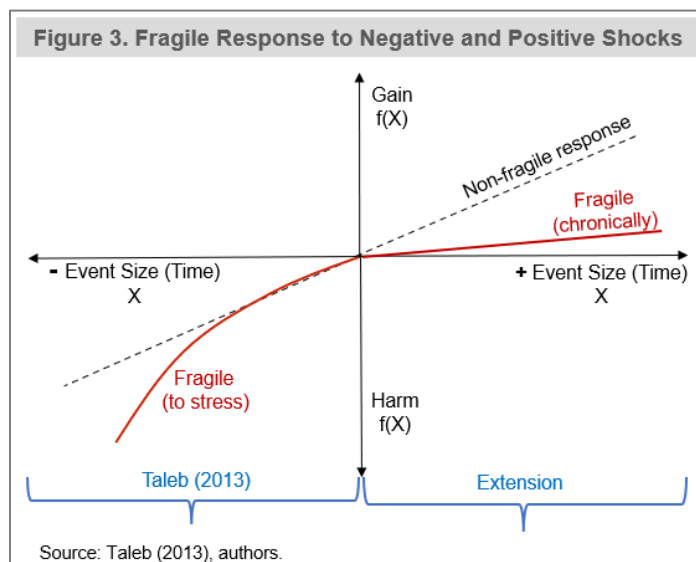 Figure 3. Fragile Response to Negative and Positive Shocks
Gain
f(X)
Non-fragile response
Fragile
(chronically)
- Event Size (Time)
X
+ Event Size (Time)
X
Fragile
(to stress)
Harm
f(X)
Taleb (2013)
Extension
Source: Taleb (2013), authors.